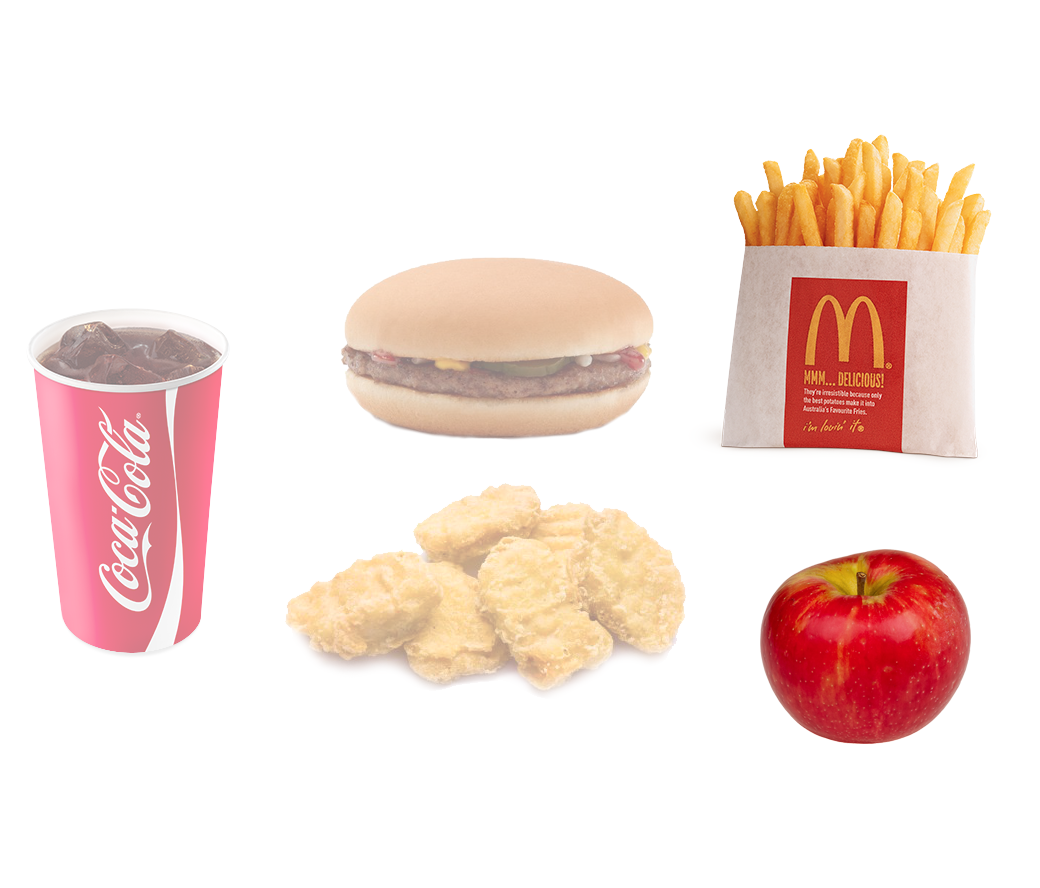 Coca-Cola®
M®
MMM... DELICIOUS!
They're irresistible because only
the best potatoes make it into
Australia's Favourite Fries.
i'm lovin' it®